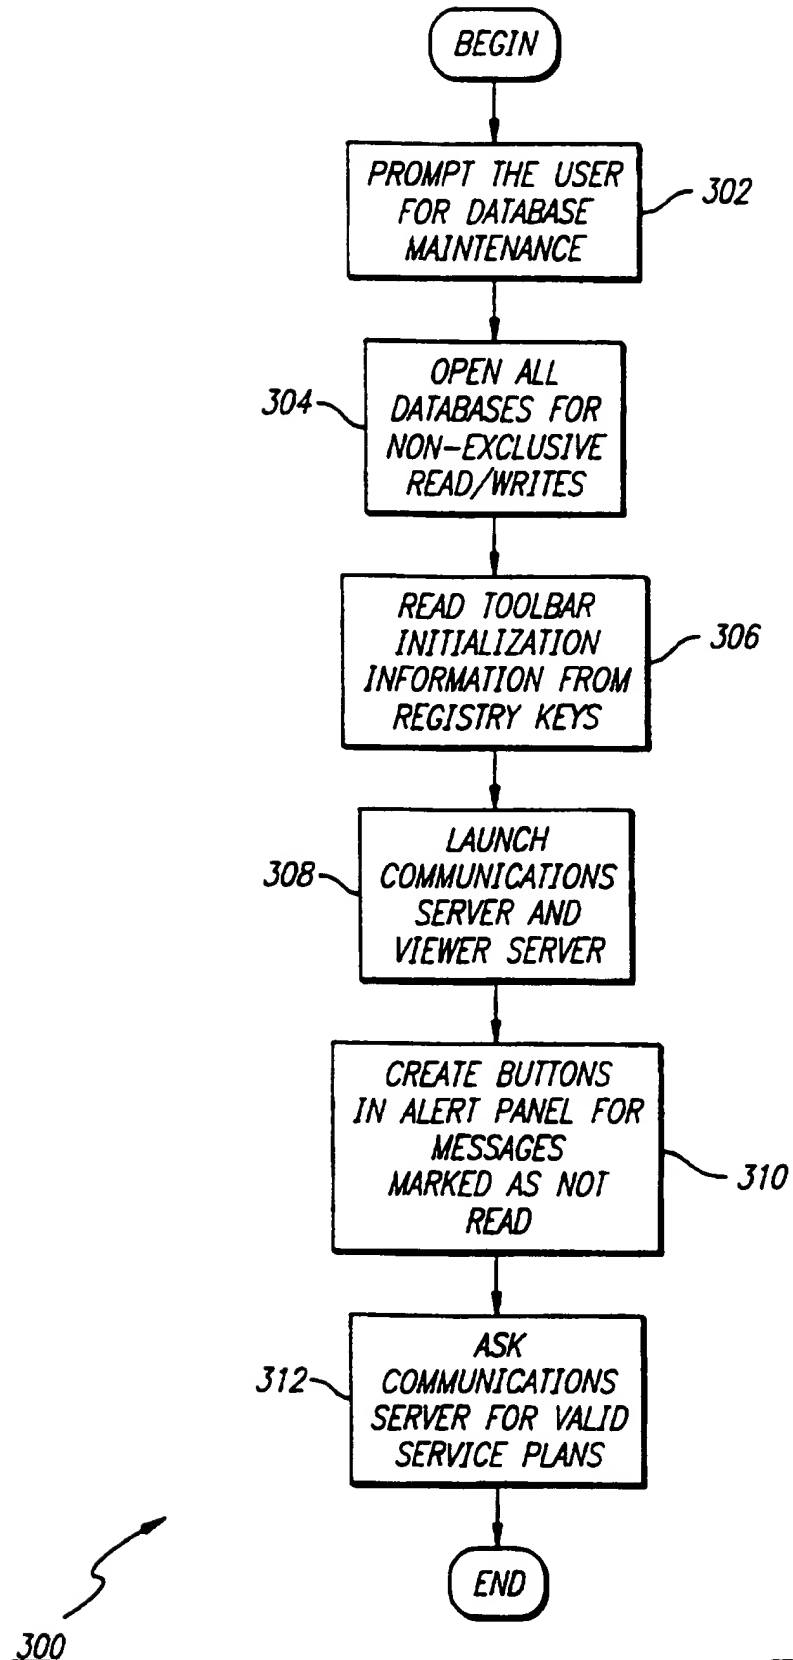 BEGIN
PROMPT THE USER
FOR DATABASE
MAINTENANCE
302
OPEN ALL
DATABASES FOR
NON-EXCLUSIVE
READ/WRITES
304
READ TOOLBAR
INITIALIZATION
INFORMATION FROM
REGISTRY KEYS
306
LAUNCH
COMMUNICATIONS
SERVER AND
VIEWER SERVER
308
CREATE BUTTONS
IN ALERT PANEL FOR
MESSAGES
MARKED AS NOT
READ
310
ASK
COMMUNICATIONS
SERVER FOR VALID
SERVICE PLANS
312
END
300